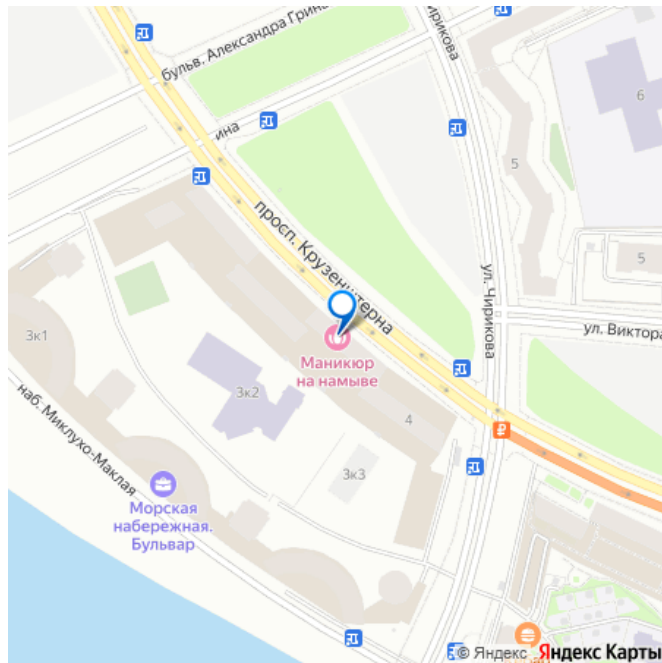 бульв. Александра Грина
ирикова
ина
6
5
просп. Крузенштерна
ул. Чирикова
5
3к1
ул. Виктора
Маникюр
на намыве
3к2
4
наб. Миклухо-Маклая
3к3
Морская
набережная.
Бульвар
₽
© Яндекс Яндекс Карты